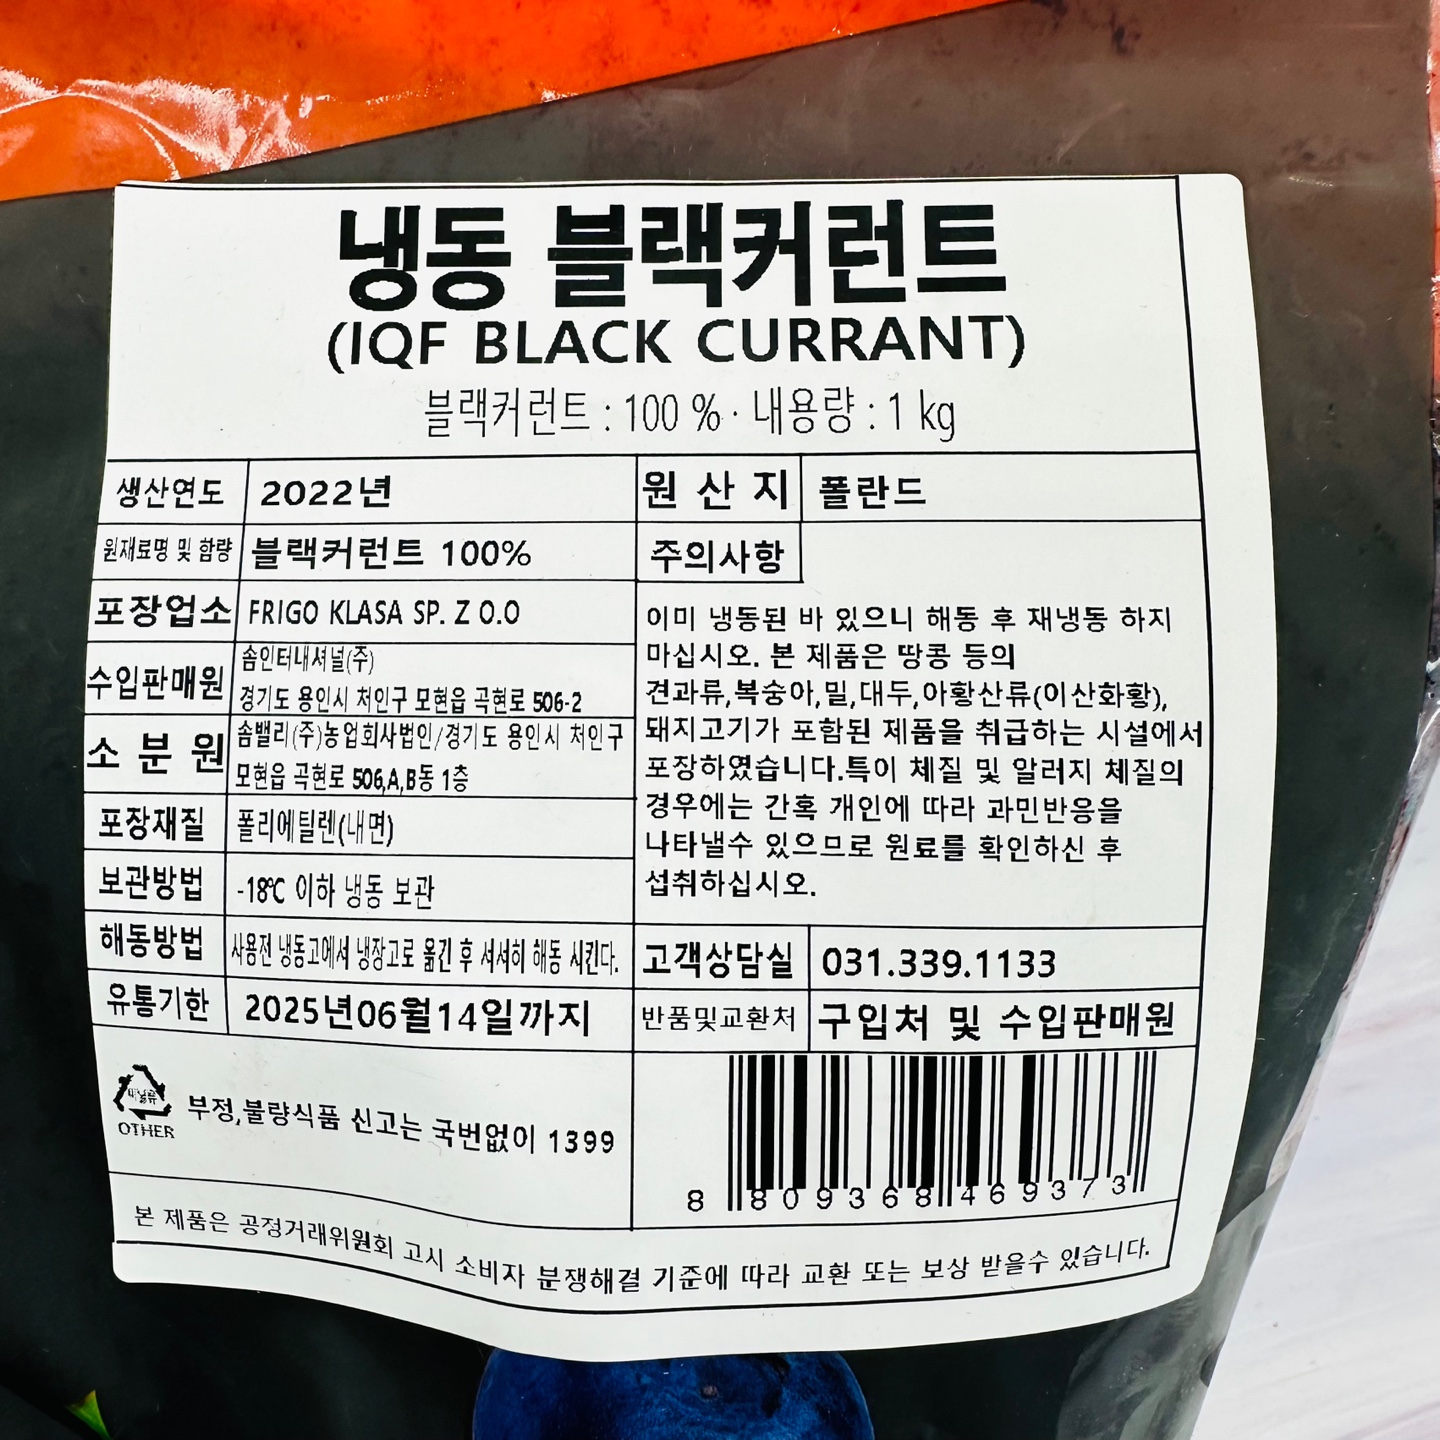 냉동 블랙커런트
(IQF BLACK CURRANT)
블랙커런트 : 100 % · 내용량 : 1 kg
생산연도 2022년
원산지 폴란드
원재료명 및 함량 블랙커런트 100%
포장업소 FRIGO KLASA SP. Z O.O
수입판매원 솜인터내셔널(주)
경기도 용인시 처인구 모현읍 곡현로 506-2
소분원 솜밸리(주)농업회사법인/경기도 용인시 처인구
모현읍 곡현로 506,A,B동 1층
포장재질 폴리에틸렌(내면)
보관방법 -18℃ 이하 냉동 보관
해동방법 사용전 냉동고에서 냉장고로 옮긴 후 서서히 해동 시킨다.
유통기한 2025년06월14일까지
주의사항
이미 냉동된 바 있으니 해동 후 재냉동 하지
마십시오. 본 제품은 땅콩 등의
견과류,복숭아,밀,대두,아황산류(이산화황),
돼지고기가 포함된 제품을 취급하는 시설에서
포장하였습니다.특이 체질 및 알러지 체질의
경우에는 간혹 개인에 따라 과민반응을
나타낼수 있으므로 원료를 확인하신 후
섭취하십시오.
고객상담실 031.339.1133
반품및교환처 구입처 및 수입판매원
OTHER
부정,불량식품 신고는 국번없이 1399
8 809368 469373
본 제품은 공정거래위원회 고시 소비자 분쟁해결 기준에 따라 교환 또는 보상 받을수 있습니다.